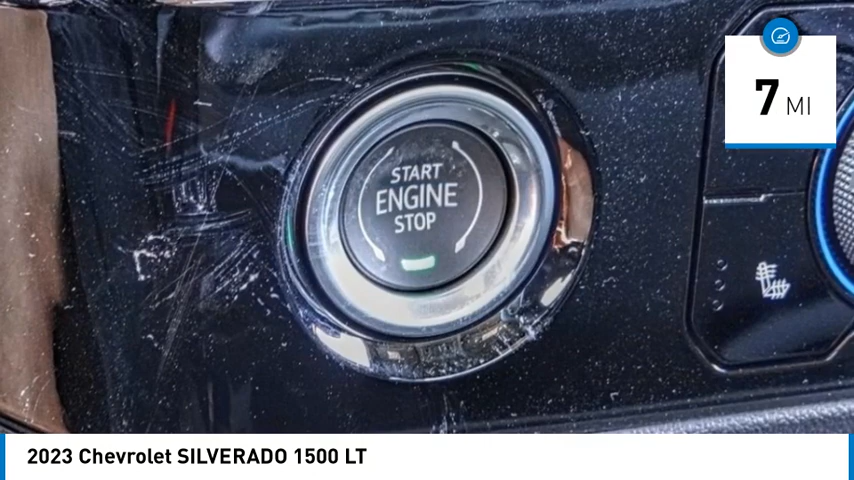 7 MI
START
ENGINE
STOP
2023 Chevrolet SILVERADO 1500 LT